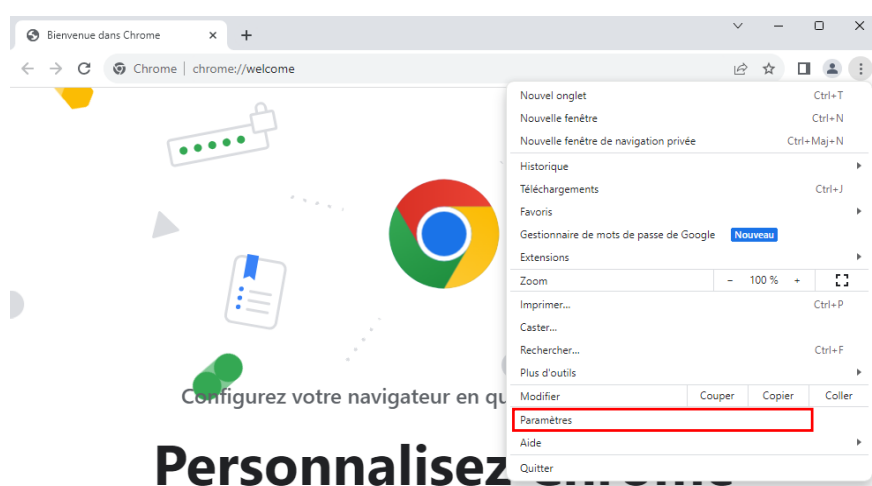 Bienvenue dans Chrome
Chrome | chrome://welcome
Nouvel onglet Ctrl+T
Nouvelle fenêtre Ctrl+N
Nouvelle fenêtre de navigation privée Ctrl+Maj+N
Historique
Téléchargements Ctrl+J
Favoris
Gestionnaire de mots de passe de Google Nouveau
Extensions
Zoom - 100 % +
Imprimer... Ctrl+P
Caster...
Rechercher... Ctrl+F
Plus d'outils
Modifier Couper Copier Coller
Paramètres
Aide
Quitter
Configurez votre navigateur en qu
Personnalisez